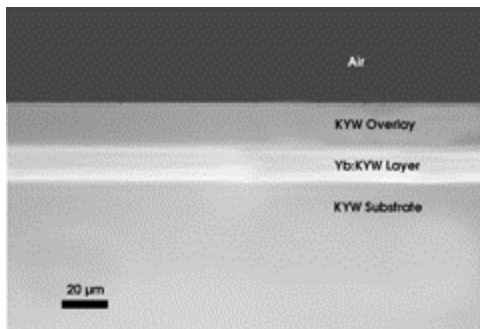 Air
KYW Overlay
Yb:KYW Layer
KYW Substrate
20 µm